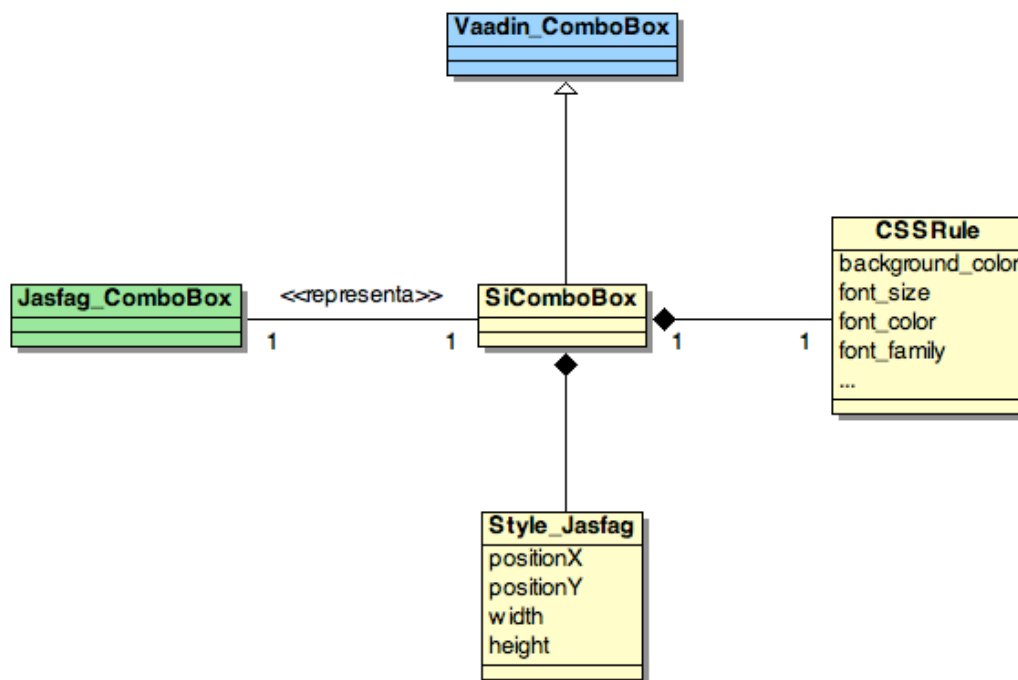 Vaadin_ComboBox
CSSRule
background_color
font_size
font_color
font_family
...
Jasfag_ComboBox
<<representa>>
SiComboBox
1
1
1
1
Style_Jasfag
positionX
positionY
width
height